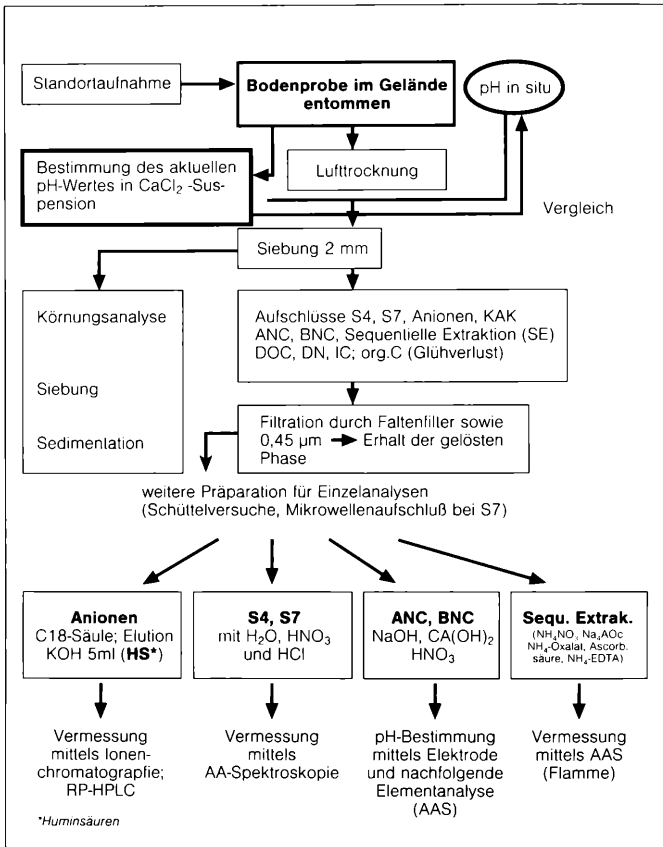 Standortaufnahme
Bodenprobe im Gelände
entommen
pH in situ
Bestimmung des aktuellen
pH-Wertes in CaCl₂ -Sus-
pension
Lufttrocknung
Vergleich
Siebung 2 mm
Körnungsanalyse
Siebung
Sedimentation
Aufschlüsse S4, S7, Anionen, KAK
ANC, BNC, Sequentielle Extraktion (SE)
DOC, DN, IC; org.C (Glühverlust)
Filtration durch Faltenfiller sowie
0,45 µm → Erhalt der gelösten
Phase
weitere Präparation für Einzelanalysen
(Schüttelversuche, Mikrowellenaufschluß bei S7)
Anionen
C18-Säule; Elution
KOH 5ml (HS*)
S4, S7
mit H₂O, HNO₃
und HCl
ANC, BNC
NaOH, CA(OH)₂
HNO₃
Sequ. Extrak.
(NH₄NO₃, Na₄AOc
NH₄-Oxalat, Ascorb.
säure, NH₄-EDTA)
Vermessung
mittels Ionen-
chromatograpfie;
RP-HPLC
Vermessung
mittels
AA-Spektroskopie
pH-Bestimmung
mittels Elektrode
und nachfolgende
Elementanalyse
(AAS)
Vermessung
mittels AAS
(Flamme)
*Huminsäuren